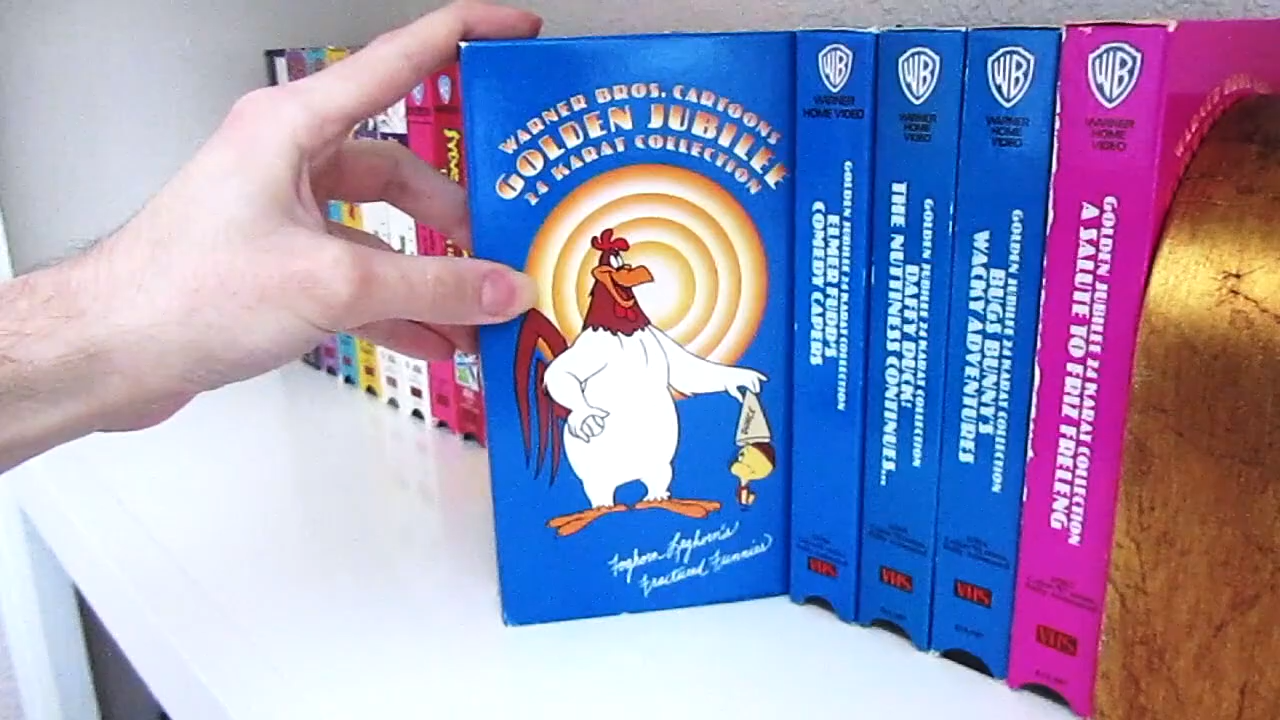 WARNER BROS. CARTOONS
GOLDEN JUBILEE
24 KARAT COLLECTION
DUNCE
Foghorn Leghorn's
Fractured Funnies
WB
WARNER
HOME VIDEO
GOLDEN JUBILEE 24 KARAT COLLECTION
ELMER FUDD'S
COMEDY CAPERS
VHS
WB
WARNER
HOME
VIDEO
GOLDEN JUBILEE 24 KARAT COLLECTION
DAFFY DUCK:
THE NUTTINESS CONTINUES...
VHS
WB
WARNER
HOME
VIDEO
GOLDEN JUBILEE 24 KARAT COLLECTION
BUGS BUNNY'S
WACKY ADVENTURES
VHS
WB
WARNER
HOME
VIDEO
GOLDEN JUBILEE 24 KARAT COLLECTION
A SALUTE TO FRIZ FRELENG
VHS